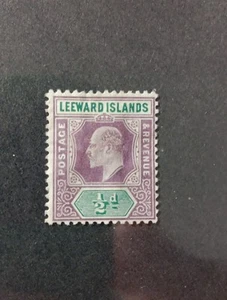 LEEWARD ISLANDS
POSTAGE
& REVENUE
½d